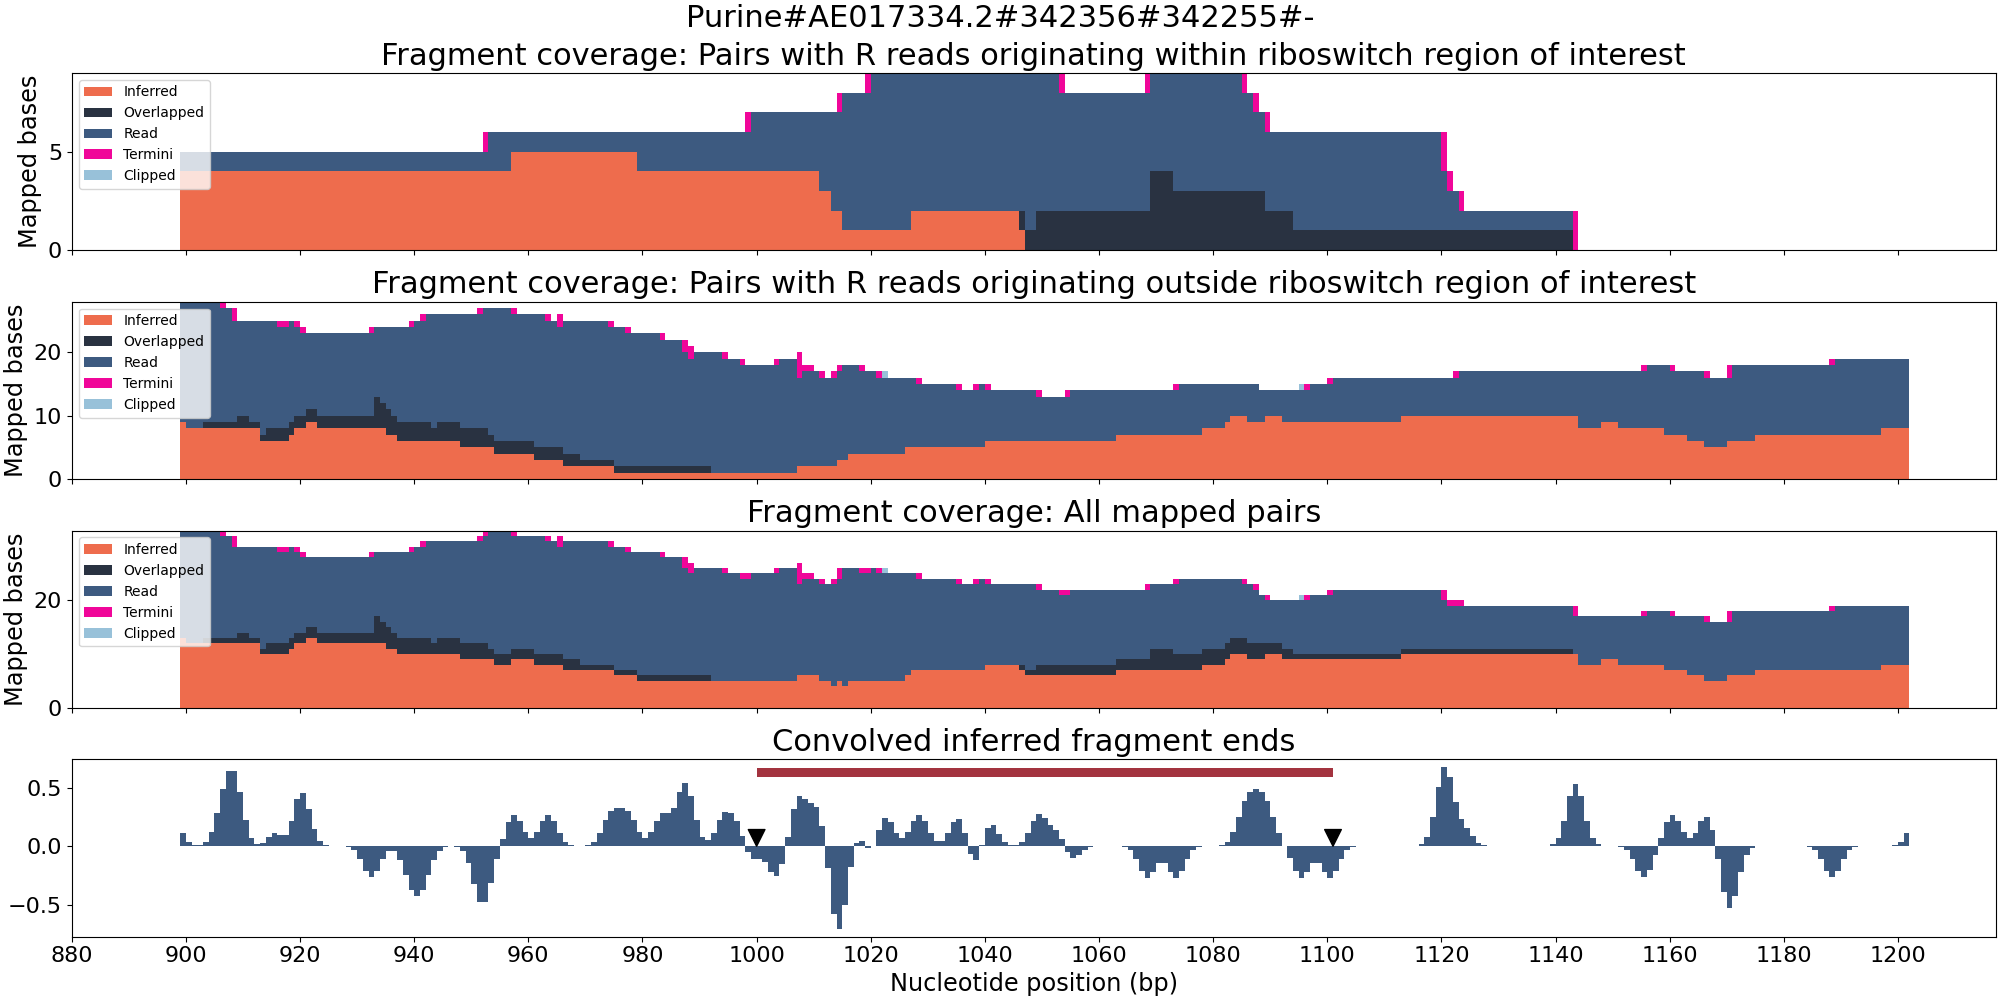 Purine#AE017334.2#342356#342255#-
Fragment coverage: Pairs with R reads originating within riboswitch region of interest
Mapped bases
5
0
Inferred
Overlapped
Read
Termini
Clipped
Fragment coverage: Pairs with R reads originating outside riboswitch region of interest
Mapped bases
20
10
0
Inferred
Overlapped
Read
Termini
Clipped
Fragment coverage: All mapped pairs
Mapped bases
20
0
Inferred
Overlapped
Read
Termini
Clipped
Convolved inferred fragment ends
0.5
0.0
−0.5
880 900 920 940 960 980 1000 1020 1040 1060 1080 1100 1120 1140 1160 1180 1200
Nucleotide position (bp)